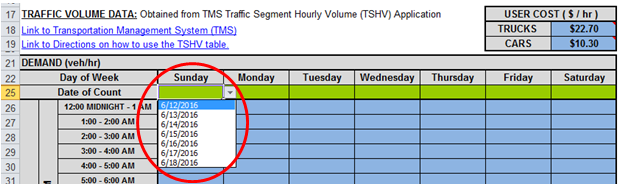 17 TRAFFIC VOLUME DATA: Obtained from TMS Traffic Segment Hourly Volume (TSHV) Application USER COST ( $ / hr )
18 Link to Transportation Management System (TMS) TRUCKS $22.70
19 Link to Directions on how to use the TSHV table. CARS $10.30
21 DEMAND (veh/hr)
22 Day of Week Sunday Monday Tuesday Wednesday Thursday Friday Saturday
25 Date of Count
26 12:00 MIDNIGHT - 1 AM 6/12/2016
6/13/2016
27 1:00 - 2:00 AM 6/14/2016
28 2:00 - 3:00 AM 6/15/2016
6/16/2016
29 3:00 - 4:00 AM 6/17/2016
30 4:00 - 5:00 AM 6/18/2016
31 5:00 - 6:00 AM